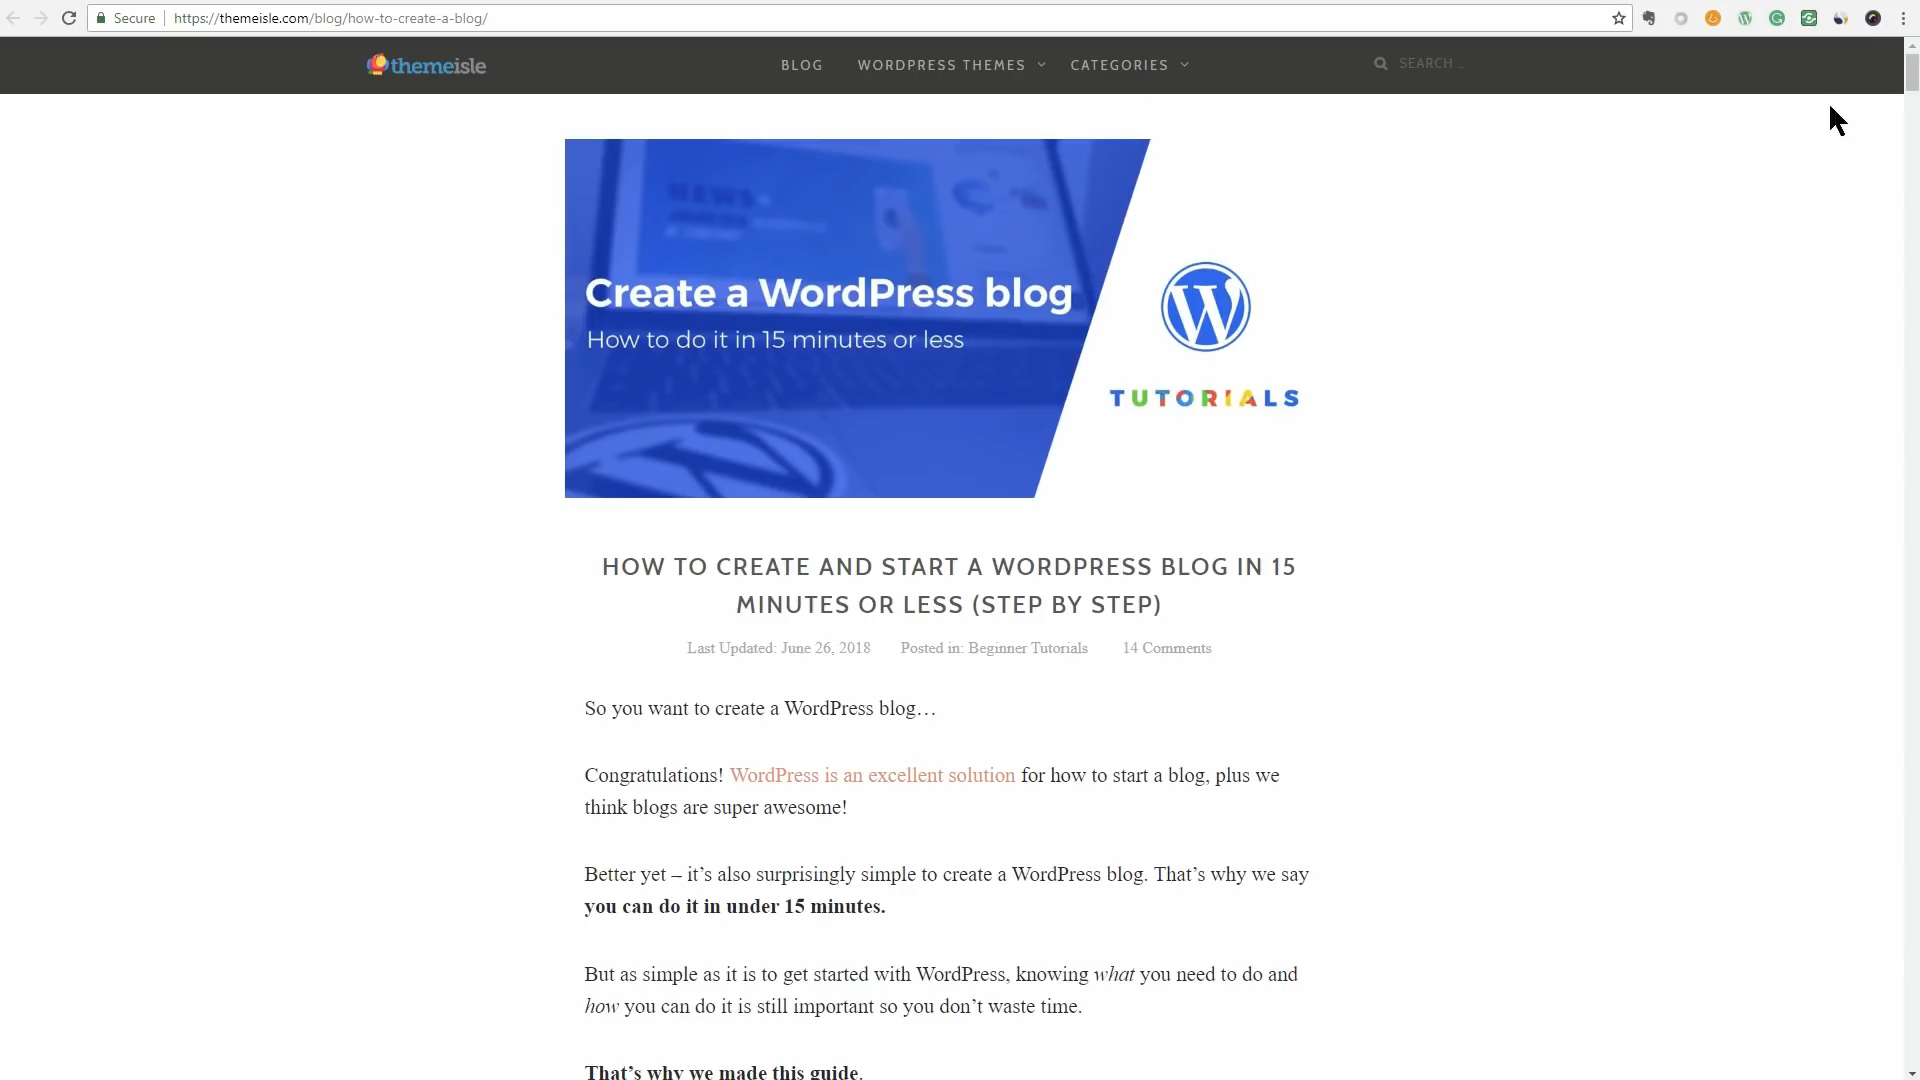 Secure
https://themeisle.com/blog/how-to-create-a-blog/
themeisle
BLOG
WORDPRESS THEMES
CATEGORIES
SEARCH ...
NEWS
Create a WordPress blog
How to do it in 15 minutes or less
TUTORIALS
HOW TO CREATE AND START A WORDPRESS BLOG IN 15
MINUTES OR LESS (STEP BY STEP)
Last Updated: June 26, 2018 Posted in: Beginner Tutorials 14 Comments
So you want to create a WordPress blog…
Congratulations! WordPress is an excellent solution for how to start a blog, plus we
think blogs are super awesome!
Better yet – it’s also surprisingly simple to create a WordPress blog. That’s why we say
you can do it in under 15 minutes.
But as simple as it is to get started with WordPress, knowing what you need to do and
how you can do it is still important so you don’t waste time.
That’s why we made this guide.